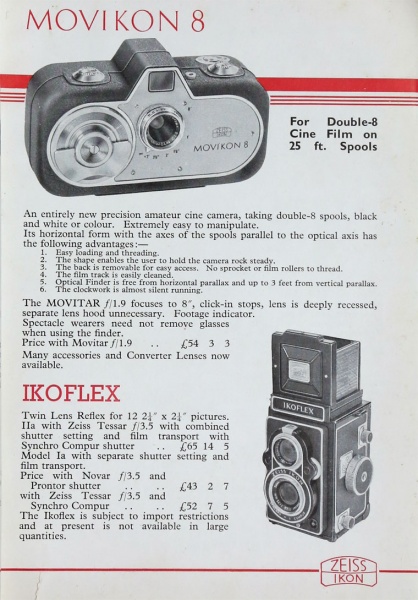 MOVIKON 8
ZEISS IKON
MOVIKON 8
For Double-8
Cine Film on
25 ft. Spools
An entirely new precision amateur cine camera, taking double-8 spools, black
and white or colour. Extremely easy to manipulate.
Its horizontal form with the axes of the spools parallel to the optical axis has
the following advantages:—
1. Easy loading and threading.
2. The shape enables the user to hold the camera rock steady.
3. The back is removable for easy access. No sprocket or film rollers to thread.
4. The film track is easily cleaned.
5. Optical Finder is free from horizontal parallax and up to 3 feet from vertical parallax.
6. The clockwork is almost silent running.
The MOVITAR f/1.9 focuses to 8″, click-in stops, lens is deeply recessed,
separate lens hood unnecessary. Footage indicator.
Spectacle wearers need not remove glasses
when using the finder.
Price with Movitar f/1.9 .. £54 3 3
Many accessories and Converter Lenses now
available.
IKOFLEX
Twin Lens Reflex for 12 2¼″ x 2¼″ pictures.
IIa with Zeiss Tessar f/3.5 with combined
shutter setting and film transport with
Synchro Compur shutter .. £65 14 5
Model Ia with separate shutter setting and
film transport.
Price with Novar f/3.5 and
Prontor shutter .. .. £43 2 7
with Zeiss Tessar f/3.5 and
Synchro Compur .. .. £52 7 5
The Ikoflex is subject to import restrictions
and at present is not available in large
quantities.
IKOFLEX
ZEISS IKON
ZEISS
IKON